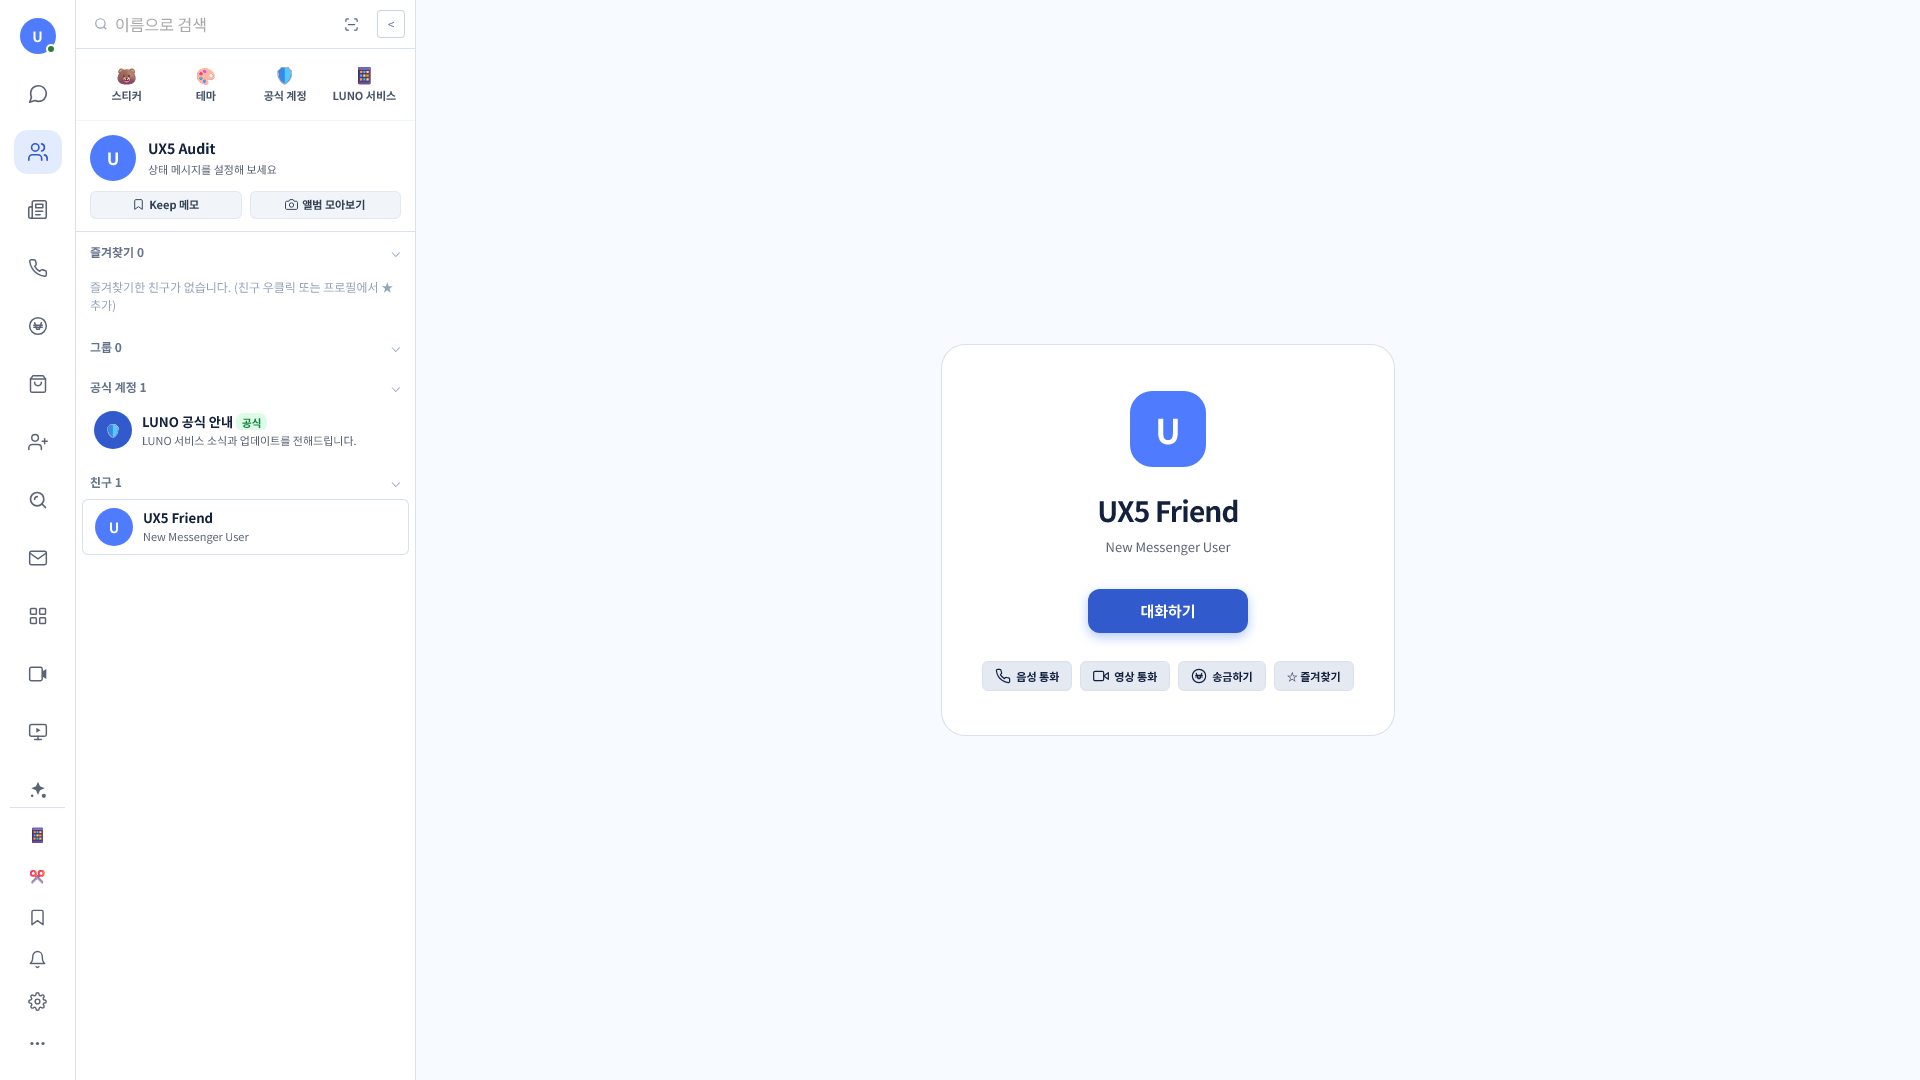 U
이름으로 검색
<
스티커
테마
공식 계정
LUNO 서비스
U
UX5 Audit
상태 메시지를 설정해 보세요
Keep 메모
앨범 모아보기
즐겨찾기 0
즐겨찾기한 친구가 없습니다. (친구 우클릭 또는 프로필에서 ★
추가)
그룹 0
공식 계정 1
LUNO 공식 안내 공식
LUNO 서비스 소식과 업데이트를 전해드립니다.
친구 1
U
UX5 Friend
New Messenger User
U
UX5 Friend
New Messenger User
대화하기
음성 통화
영상 통화
송금하기
☆ 즐겨찾기